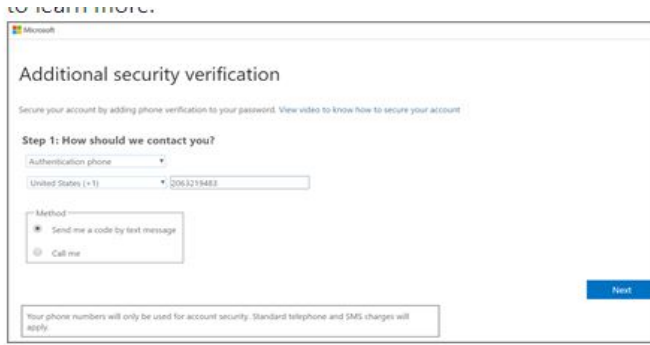 to learn more.
Microsoft
Additional security verification
Secure your account by adding phone verification to your password. View video to know how to secure your account
Step 1: How should we contact you?
Authentication phone
United States (+1) 2063219483
Method
Send me a code by text message
Call me
Next
Your phone numbers will only be used for account security. Standard telephone and SMS charges will
apply.